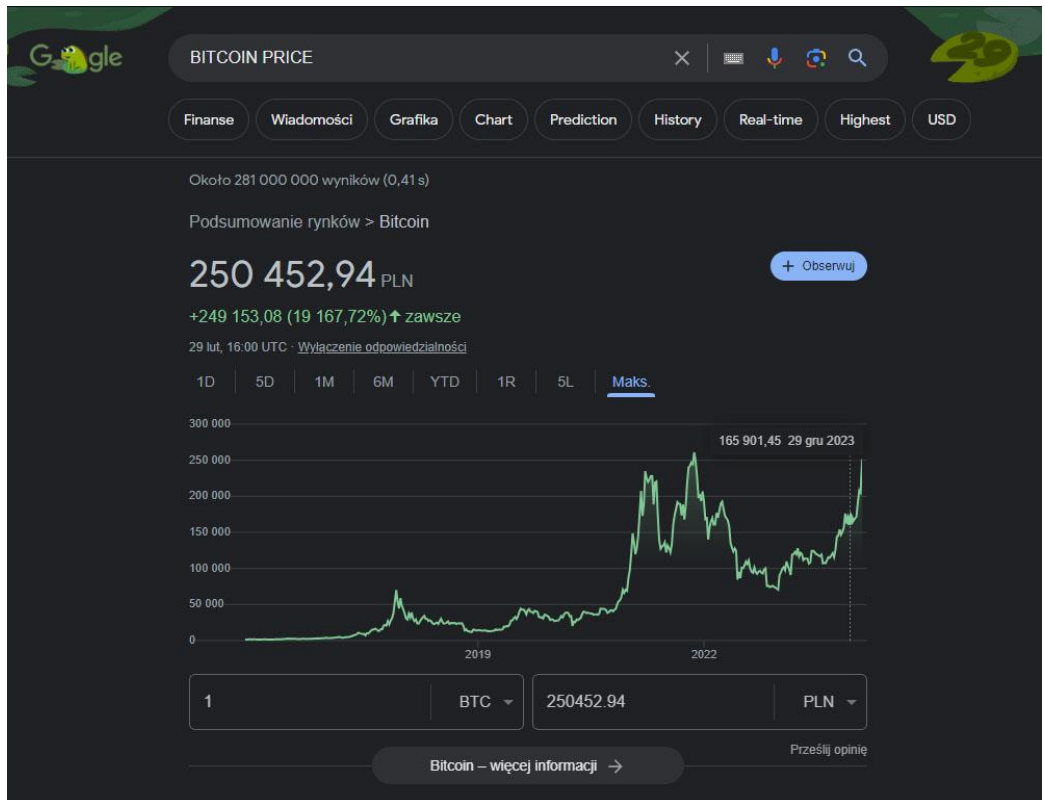 Google
BITCOIN PRICE
29
Finanse Wiadomości Grafika Chart Prediction History Real-time Highest USD
Około 281 000 000 wyników (0,41 s)
Podsumowanie rynków > Bitcoin
250 452,94 PLN
+ Obserwuj
+249 153,08 (19 167,72%) ↑ zawsze
29 lut, 16:00 UTC · Wyłączenie odpowiedzialności
1D 5D 1M 6M YTD 1R 5L Maks.
300 000
165 901,45 29 gru 2023
250 000
200 000
150 000
100 000
50 000
0
2019 2022
1 BTC 250452.94 PLN
Prześlij opinię
Bitcoin – więcej informacji →